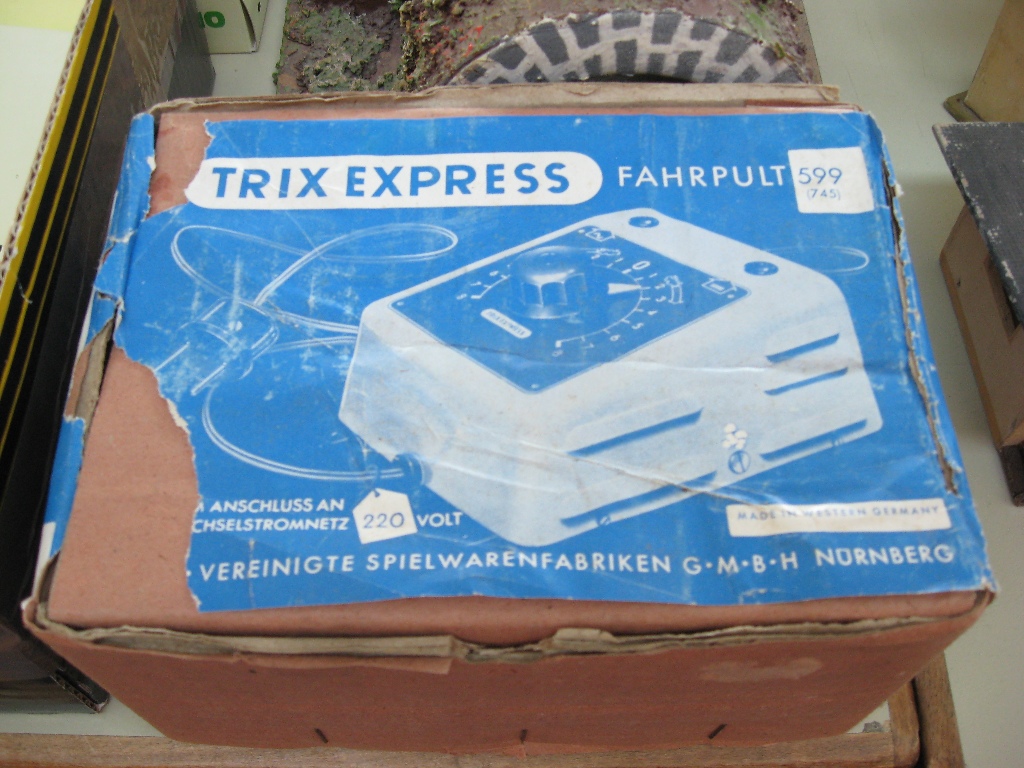 TRIX EXPRESS FAHRPULT 599
(745)
ANSCHLUSS AN
CHSELSTROMNETZ 220 VOLT
MADE IN WESTERN GERMANY
VEREINIGTE SPIELWARENFABRIKEN G·M·B·H NÜRNBERG